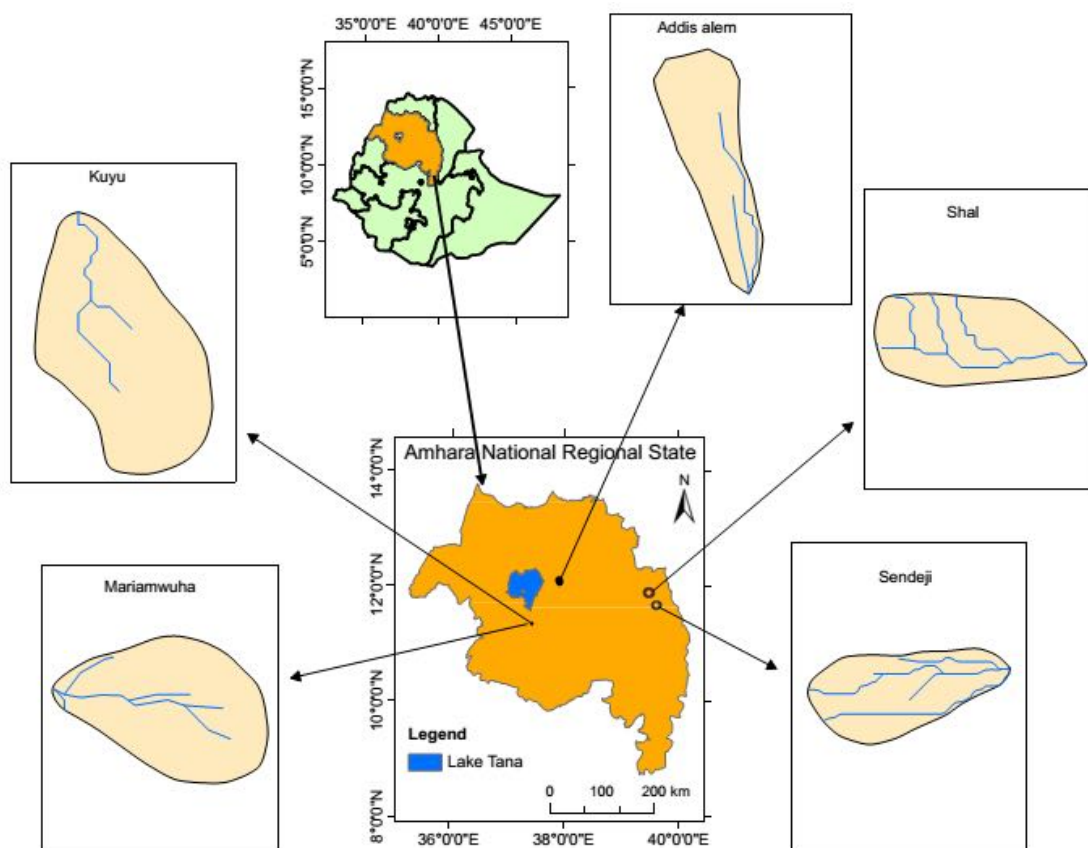 35°0'0"E 40°0'0"E 45°0'0"E
15°0'0"N
10°0'0"N
5°0'0"N
Addis alem
Kuyu
Shal
Amhara National Regional State
N
14°0'0"N
12°0'0"N
10°0'0"N
8°0'0"N
Mariamwuha
Sendeji
Legend
Lake Tana
0 100 200 km
36°0'0"E 38°0'0"E 40°0'0"E